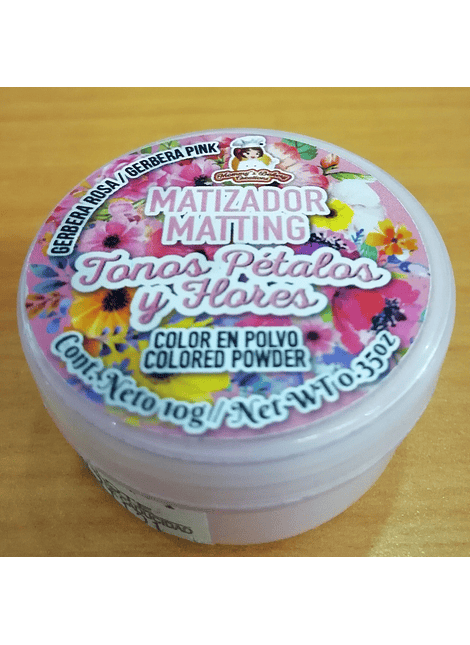 GERBERA ROSA / GERBERA PINK
MATIZADOR
MATTING
Tonos Pétalos
y Flores
COLOR EN POLVO
COLORED POWDER
Cont. Neto 10g // Net WT 0.35oz